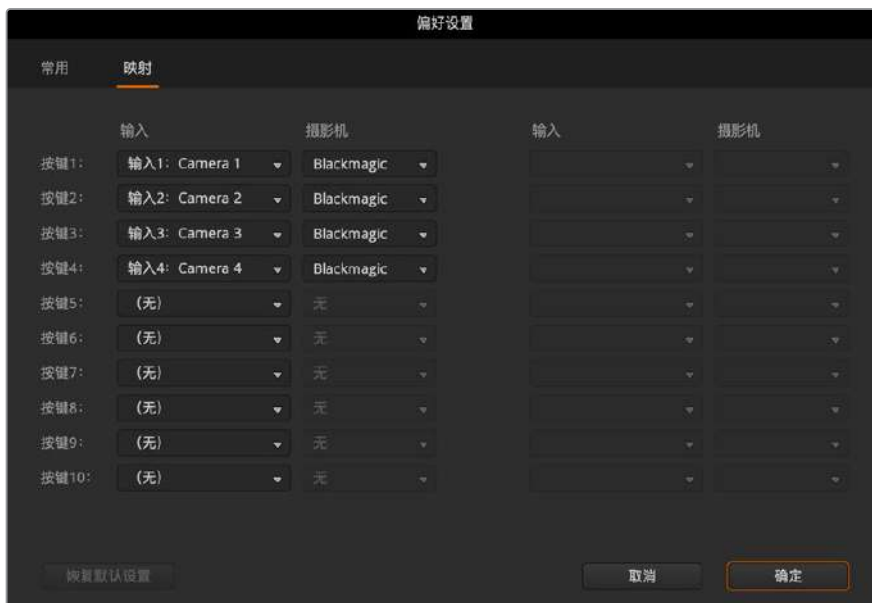 偏好设置
常用 映射
输入 摄影机 输入 摄影机
按键1: 输入1: Camera 1 Blackmagic
按键2: 输入2: Camera 2 Blackmagic
按键3: 输入3: Camera 3 Blackmagic
按键4: 输入4: Camera 4 Blackmagic
按键5: (无) 无
按键6: (无) 无
按键7: (无) 无
按键8: (无) 无
按键9: (无) 无
按键10: (无) 无
恢复默认设置 取消 确定